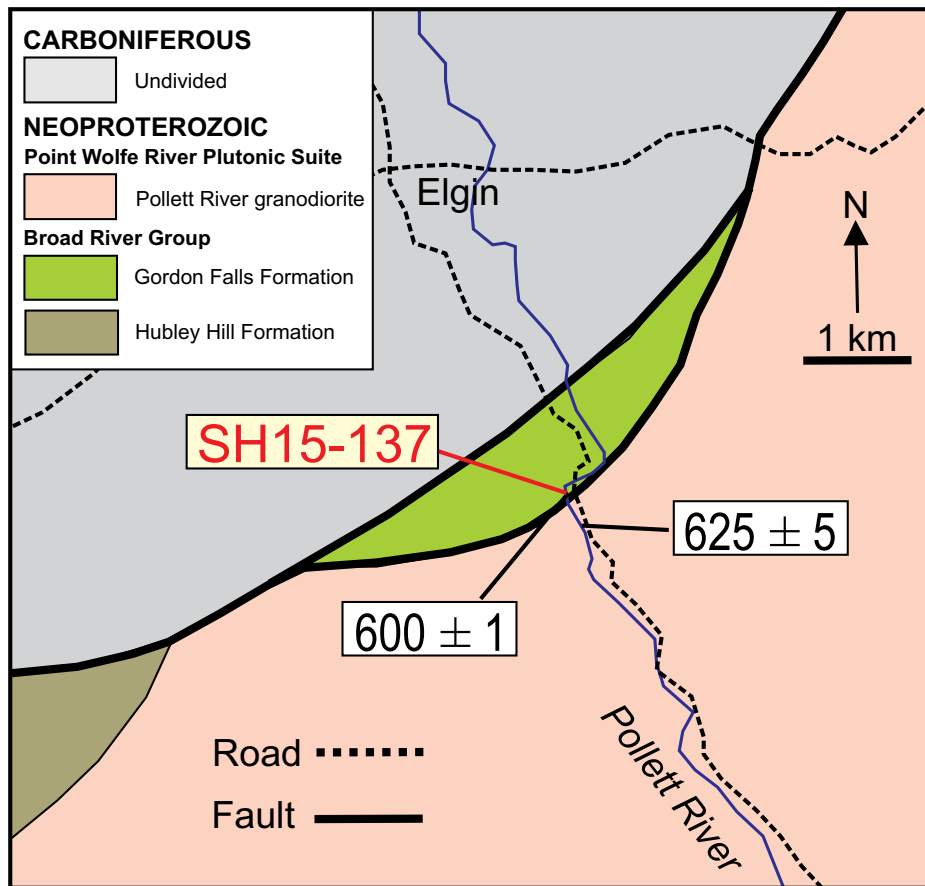 CARBONIFEROUS
Undivided
NEOPROTEROZOIC
Point Wolfe River Plutonic Suite
Pollett River granodiorite
Broad River Group
Gordon Falls Formation
Hubley Hill Formation
Elgin
N
1 km
SH15-137
625 ± 5
600 ± 1
Pollett River
Road
Fault